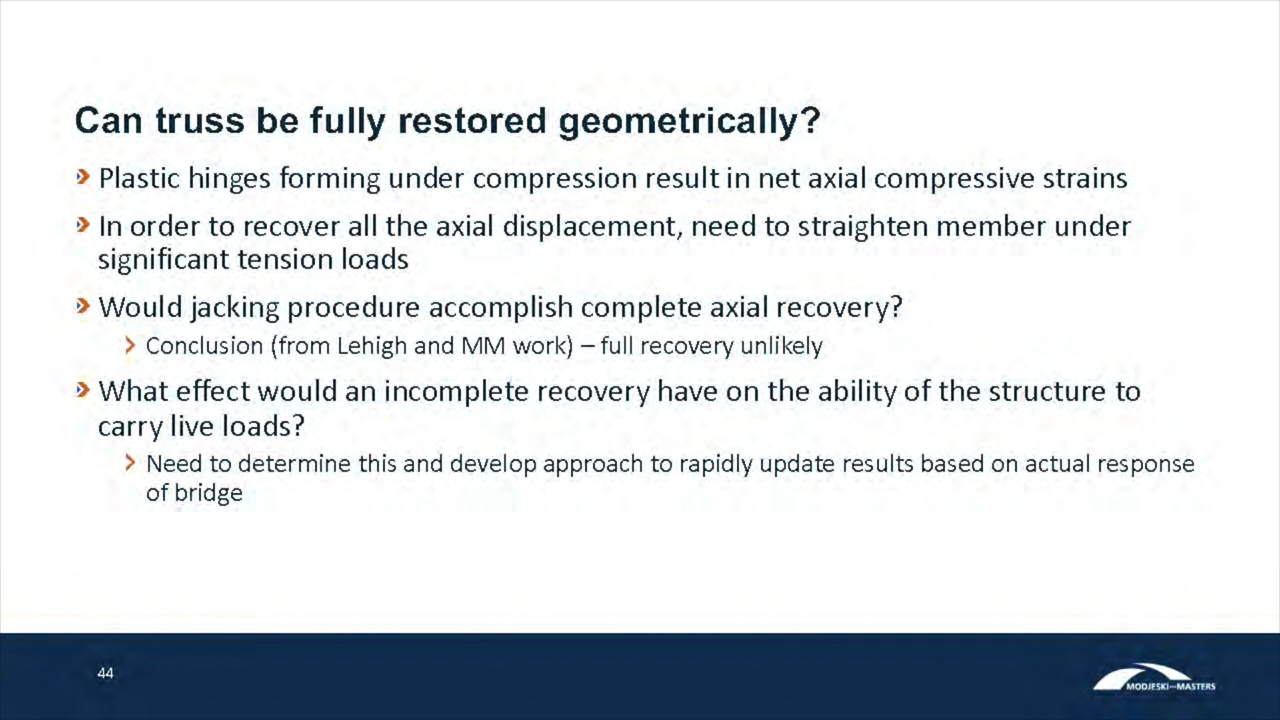 Can truss be fully restored geometrically?
Plastic hinges forming under compression result in net axial compressive strains
In order to recover all the axial displacement, need to straighten member under
significant tension loads
Would jacking procedure accomplish complete axial recovery?
Conclusion (from Lehigh and MM work) – full recovery unlikely
What effect would an incomplete recovery have on the ability of the structure to
carry live loads?
Need to determine this and develop approach to rapidly update results based on actual response
of bridge
44
MODJESKI and MASTERS